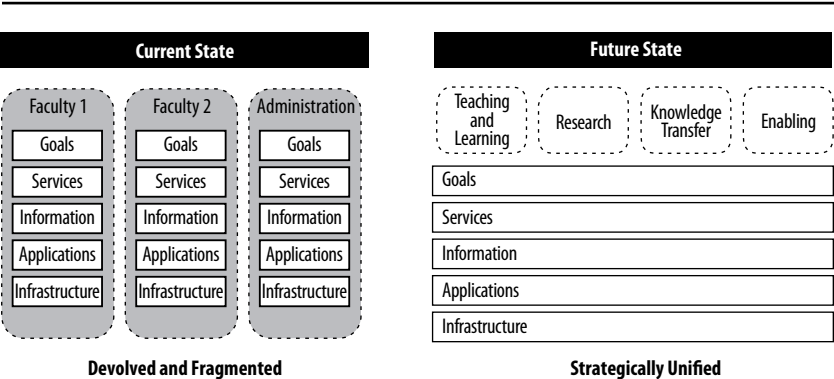 Current State
Faculty 1
Goals
Services
Information
Applications
Infrastructure
Faculty 2
Goals
Services
Information
Applications
Infrastructure
Administration
Goals
Services
Information
Applications
Infrastructure
Devolved and Fragmented
Future State
Teaching
and
Learning
Research
Knowledge
Transfer
Enabling
Goals
Services
Information
Applications
Infrastructure
Strategically Unified